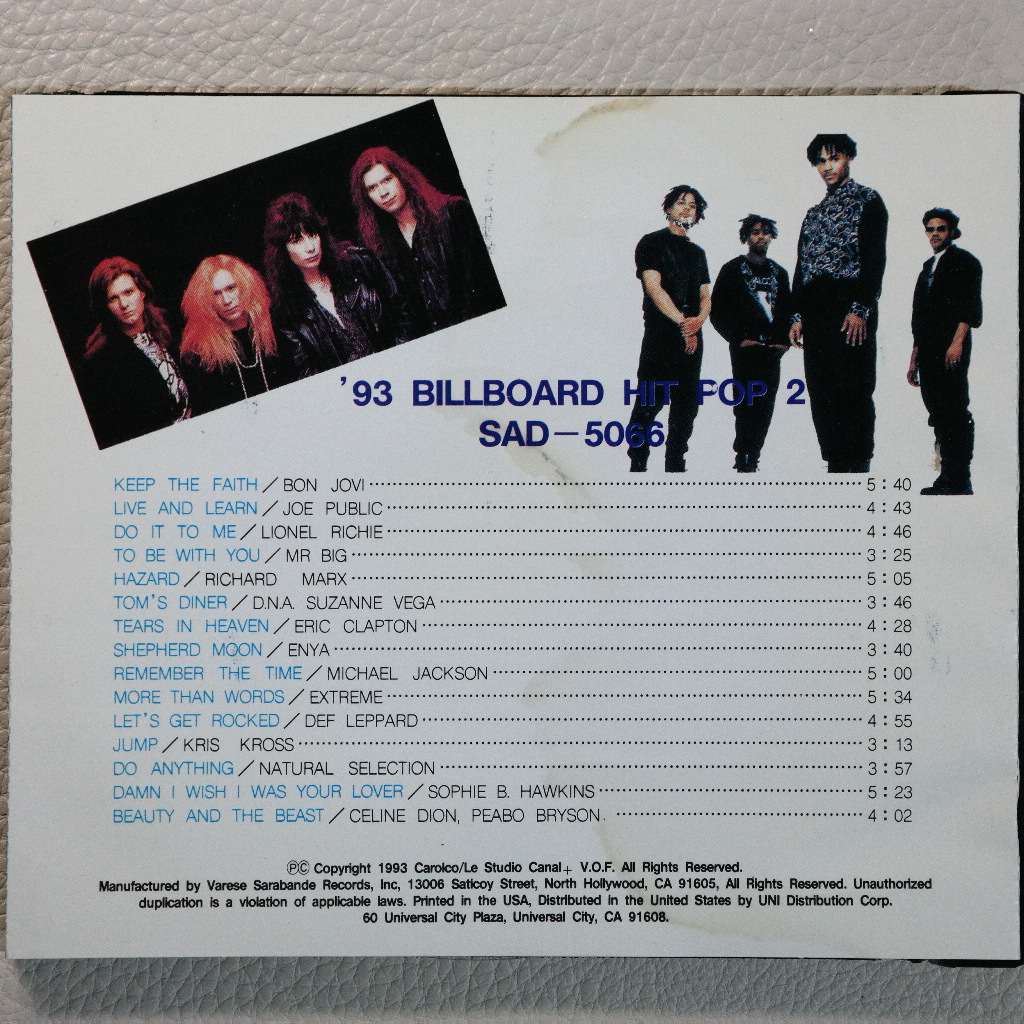 '93 BILLBOARD HIT POP 2
SAD-5066
KEEP THE FAITH / BON JOVI 5 : 40
LIVE AND LEARN / JOE PUBLIC 4 : 43
DO IT TO ME / LIONEL RICHIE 4 : 46
TO BE WITH YOU / MR BIG 3 : 25
HAZARD / RICHARD MARX 5 : 05
TOM'S DINER / D.N.A. SUZANNE VEGA 3 : 46
TEARS IN HEAVEN / ERIC CLAPTON 4 : 28
SHEPHERD MOON / ENYA 3 : 40
REMEMBER THE TIME / MICHAEL JACKSON 5 : 00
MORE THAN WORDS / EXTREME 5 : 34
LET'S GET ROCKED / DEF LEPPARD 4 : 55
JUMP / KRIS KROSS 3 : 13
DO ANYTHING / NATURAL SELECTION 3 : 57
DAMN I WISH I WAS YOUR LOVER / SOPHIE B. HAWKINS 5 : 23
BEAUTY AND THE BEAST / CELINE DION, PEABO BRYSON. 4 : 02
ⓅⒸ Copyright 1993 Carolco/Le Studio Canal+ V.O.F. All Rights Reserved.
Manufactured by Varese Sarabande Records, Inc, 13006 Saticoy Street, North Hollywood, CA 91605, All Rights Reserved. Unauthorized
duplication is a violation of applicable laws. Printed in the USA, Distributed in the United States by UNI Distribution Corp.
60 Universal City Plaza, Universal City, CA 91608.